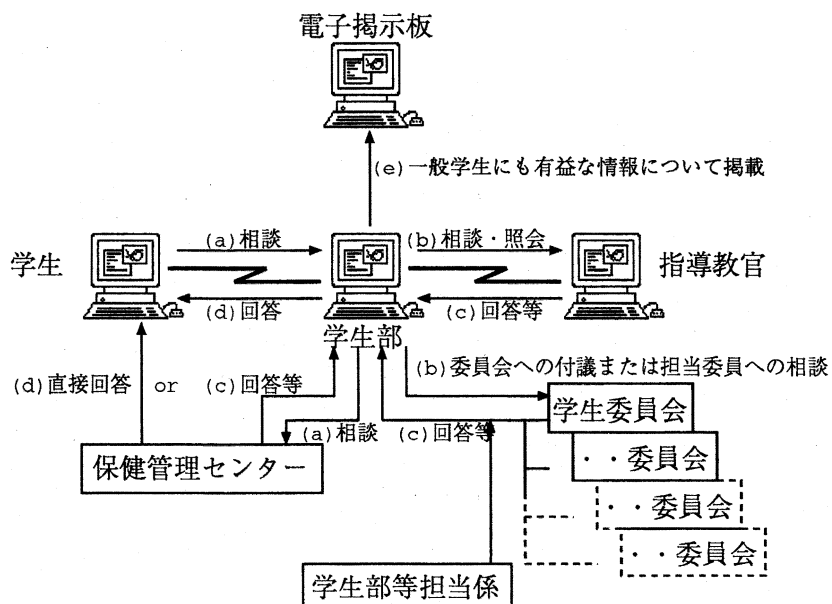 電子掲示板
(e)一般学生にも有益な情報について掲載
(a)相談
(b)相談・照会
学生
指導教官
(d)回答
(c)回答等
学生部
(b)委員会への付議または担当委員への相談
(d)直接回答 or (c)回答等
学生委員会
(a)相談
(c)回答等
・・委員会
保健管理センター
・・委員会
・・委員会
学生部等担当係